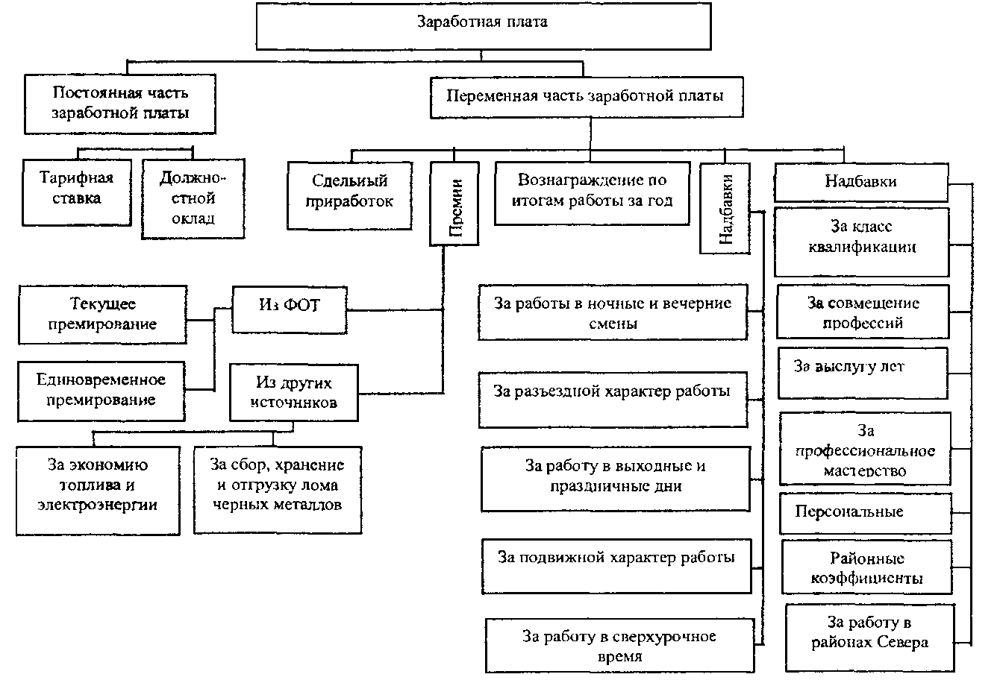 Заработная плата
Постоянная часть
заработной платы
Переменная часть заработной платы
Тарифная
ставка
Должно-
стной
оклад
Сдельный
приработок
Премии
Вознаграждение по
итогам работы за год
Надбавки
Надбавки
За класс
квалификации
Текущее
премирование
Из ФОТ
За работы в ночные и вечерние
смены
За совмещение
профессий
Единовременное
премирование
Из других
источников
За разъездной характер работы
За выслугу лет
За
профессиональное
мастерство
За экономию
топлива и
электроэнергии
За сбор, хранение
и отгрузку лома
черных металлов
За работу в выходные и
праздничные дни
Персональные
За подвижной характер работы
Районные
коэффициенты
За работу в сверхурочное
время
За работу в
районах Севера